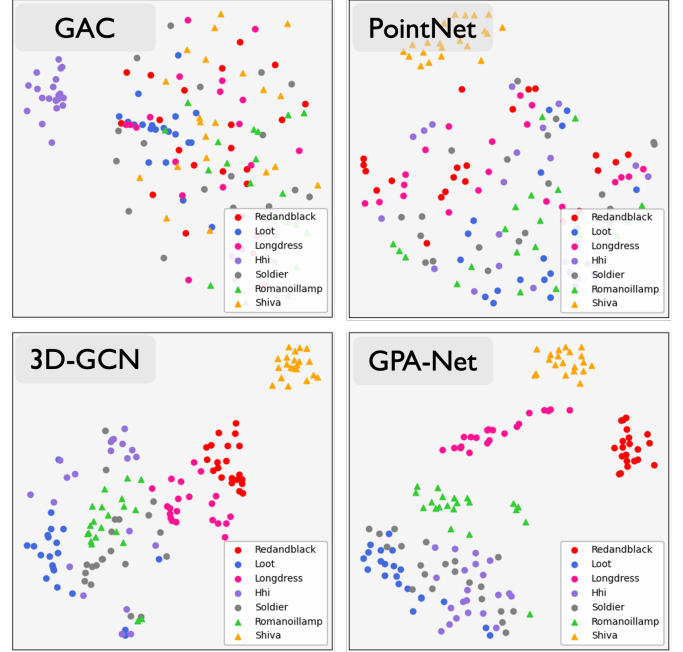 GAC
Redandblack
Loot
Longdress
Hhi
Soldier
Romanoillamp
Shiva
PointNet
Redandblack
Loot
Longdress
Hhi
Soldier
Romanoillamp
Shiva
3D-GCN
Redandblack
Loot
Longdress
Hhi
Soldier
Romanoillamp
Shiva
GPA-Net
Redandblack
Loot
Longdress
Hhi
Soldier
Romanoillamp
Shiva